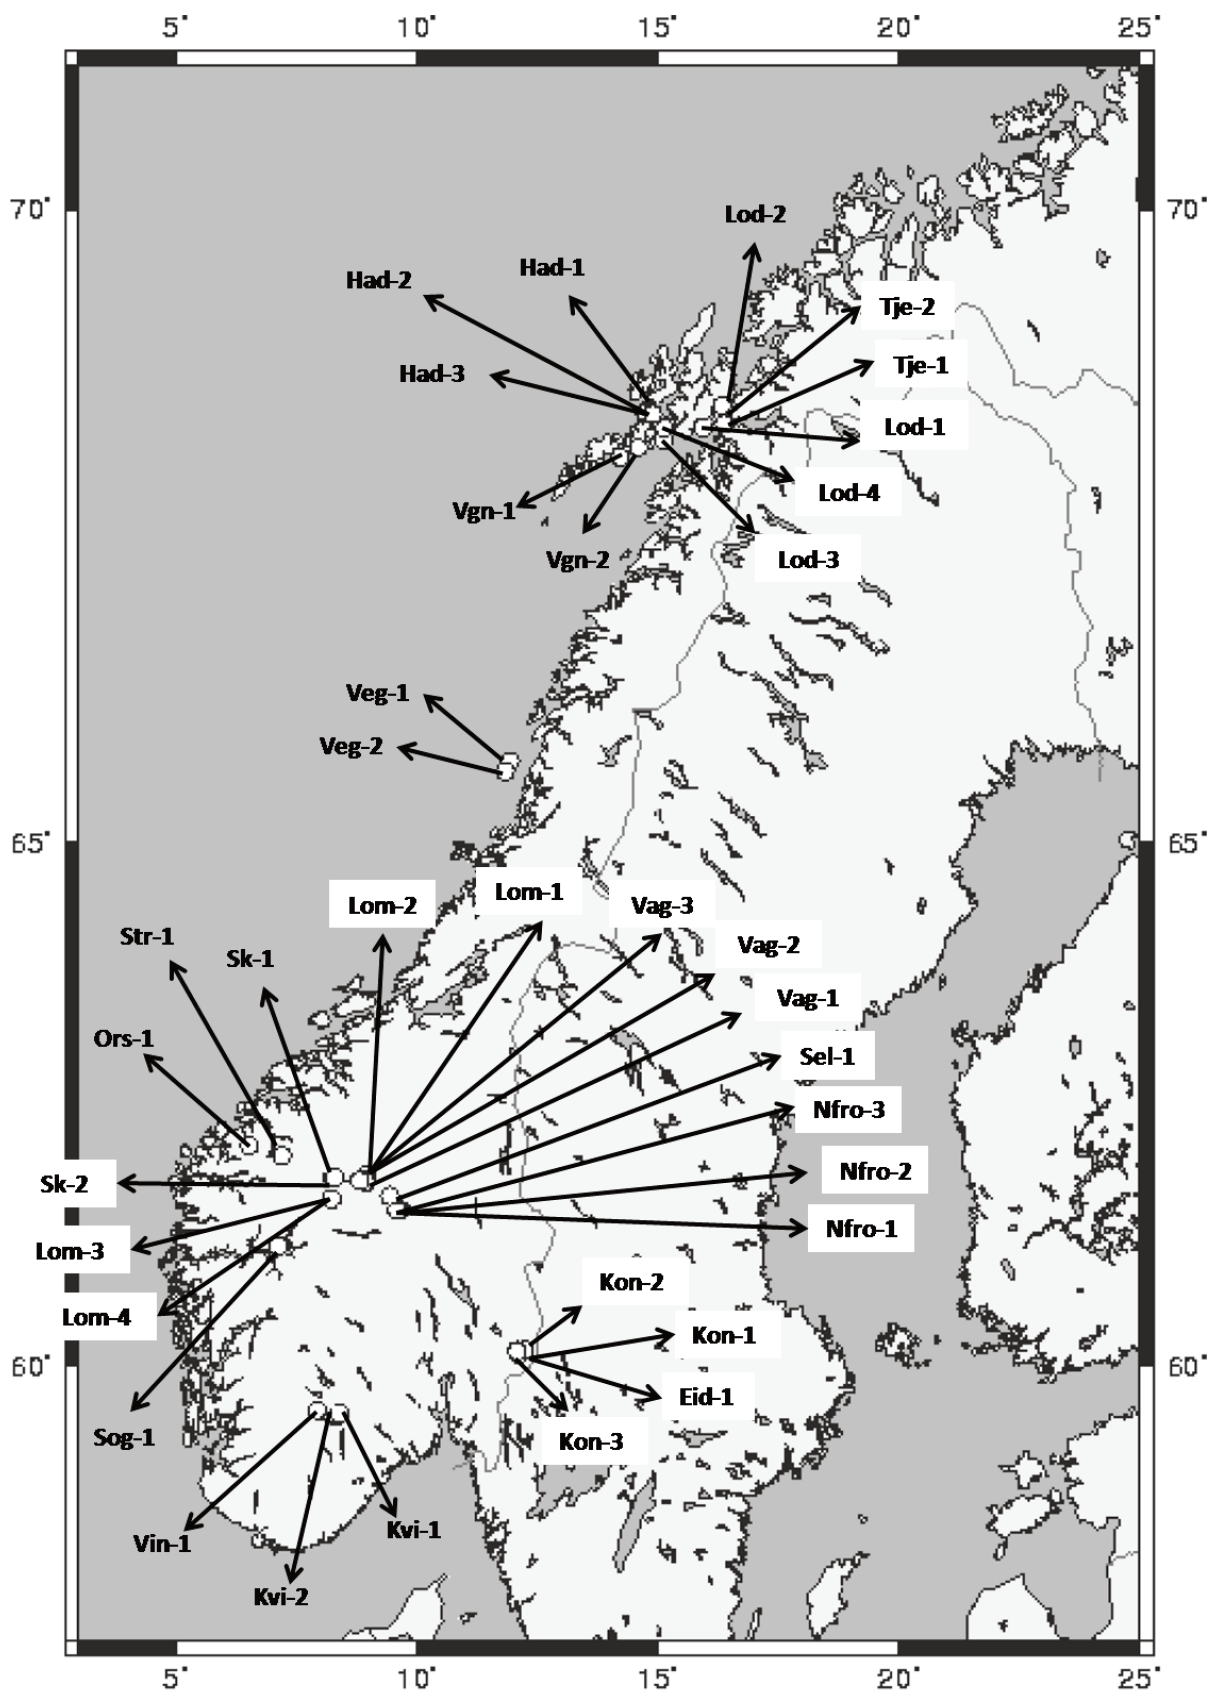 5° 10° 15° 20° 25°
70° 70°
Lod-2
Had-1
Had-2
Tje-2
Had-3
Tje-1
Lod-1
Lod-4
Vgn-1
Vgn-2
Lod-3
Veg-1
Veg-2
65° 65°
Lom-2
Lom-1
Vag-3
Str-1
Vag-2
Sk-1
Vag-1
Ors-1
Sel-1
Nfro-3
Nfro-2
Sk-2
Nfro-1
Lom-3
Kon-2
Lom-4
Kon-1
60° 60°
Eid-1
Sog-1
Kon-3
Kvi-1
Vin-1
Kvi-2
5° 10° 15° 20° 25°